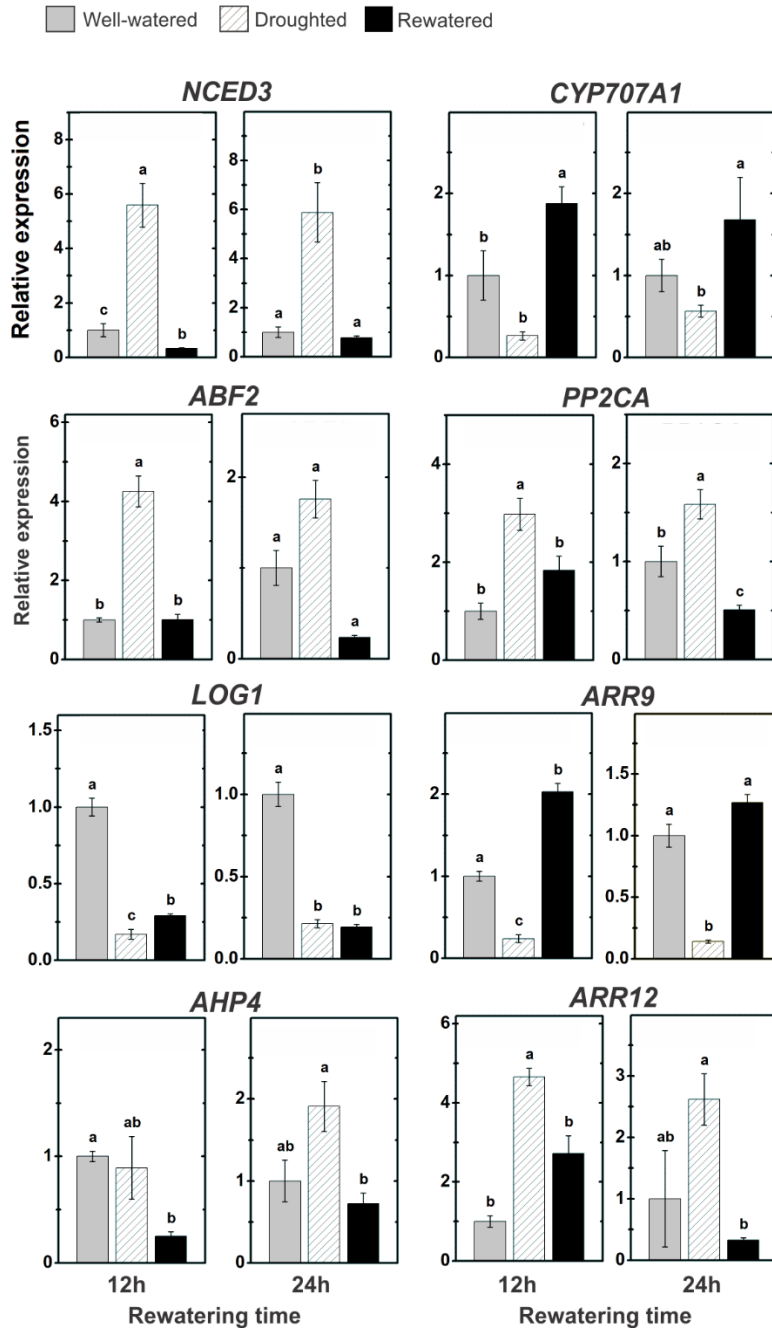 Well-watered Droughted Rewatered
NCED3
Relative expression
8
6
4
2
1
0
c a b
8
6
4
2
1
0
a b a
CYP707A1
2
1
0
b b a
2
1
0
ab b a
ABF2
Relative expression
6
4
2
1
0
b a b
2
1
0
a a a
PP2CA
4
2
1
0
b a b
2
1
0
b a c
LOG1
1.5
1.0
0.5
0.0
a c b
1.0
0.5
0.0
a b b
ARR9
2
1
0
a c b
1.5
1.0
0.5
0.0
a b a
AHP4
2
1
0
a ab b
2
1
0
ab a b
ARR12
6
4
2
1
0
b a b
3
2
1
0
ab a b
12h 24h 12h 24h
Rewatering time Rewatering time